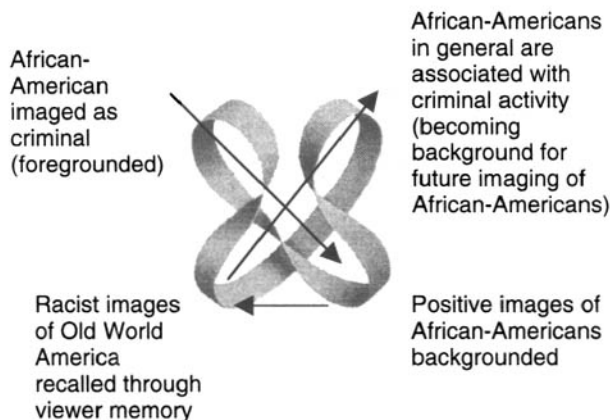 African-
American
imaged as
criminal
(foregrounded)
African-Americans
in general are
associated with
criminal activity
(becoming
background for
future imaging of
African-Americans)
Racist images
of Old World
America
recalled through
viewer memory
Positive images of
African-Americans
backgrounded